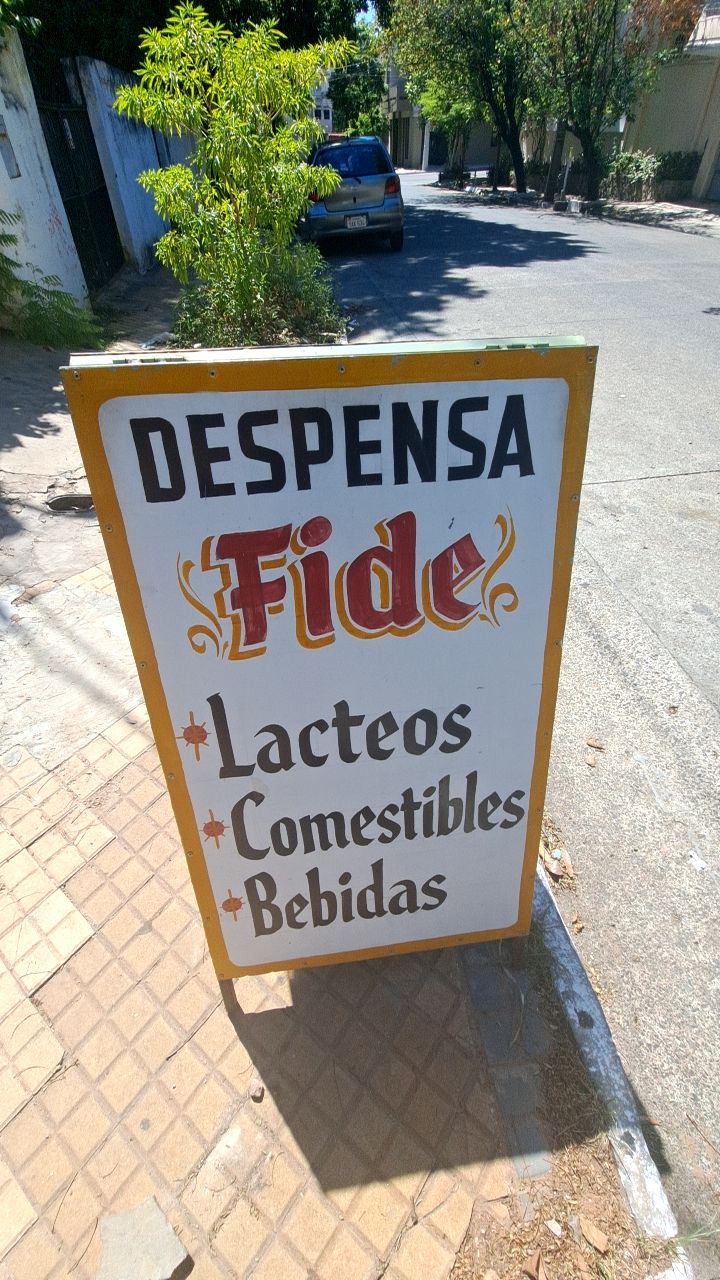 DESPENSA
Fide
Lacteos
Comestibles
Bebidas